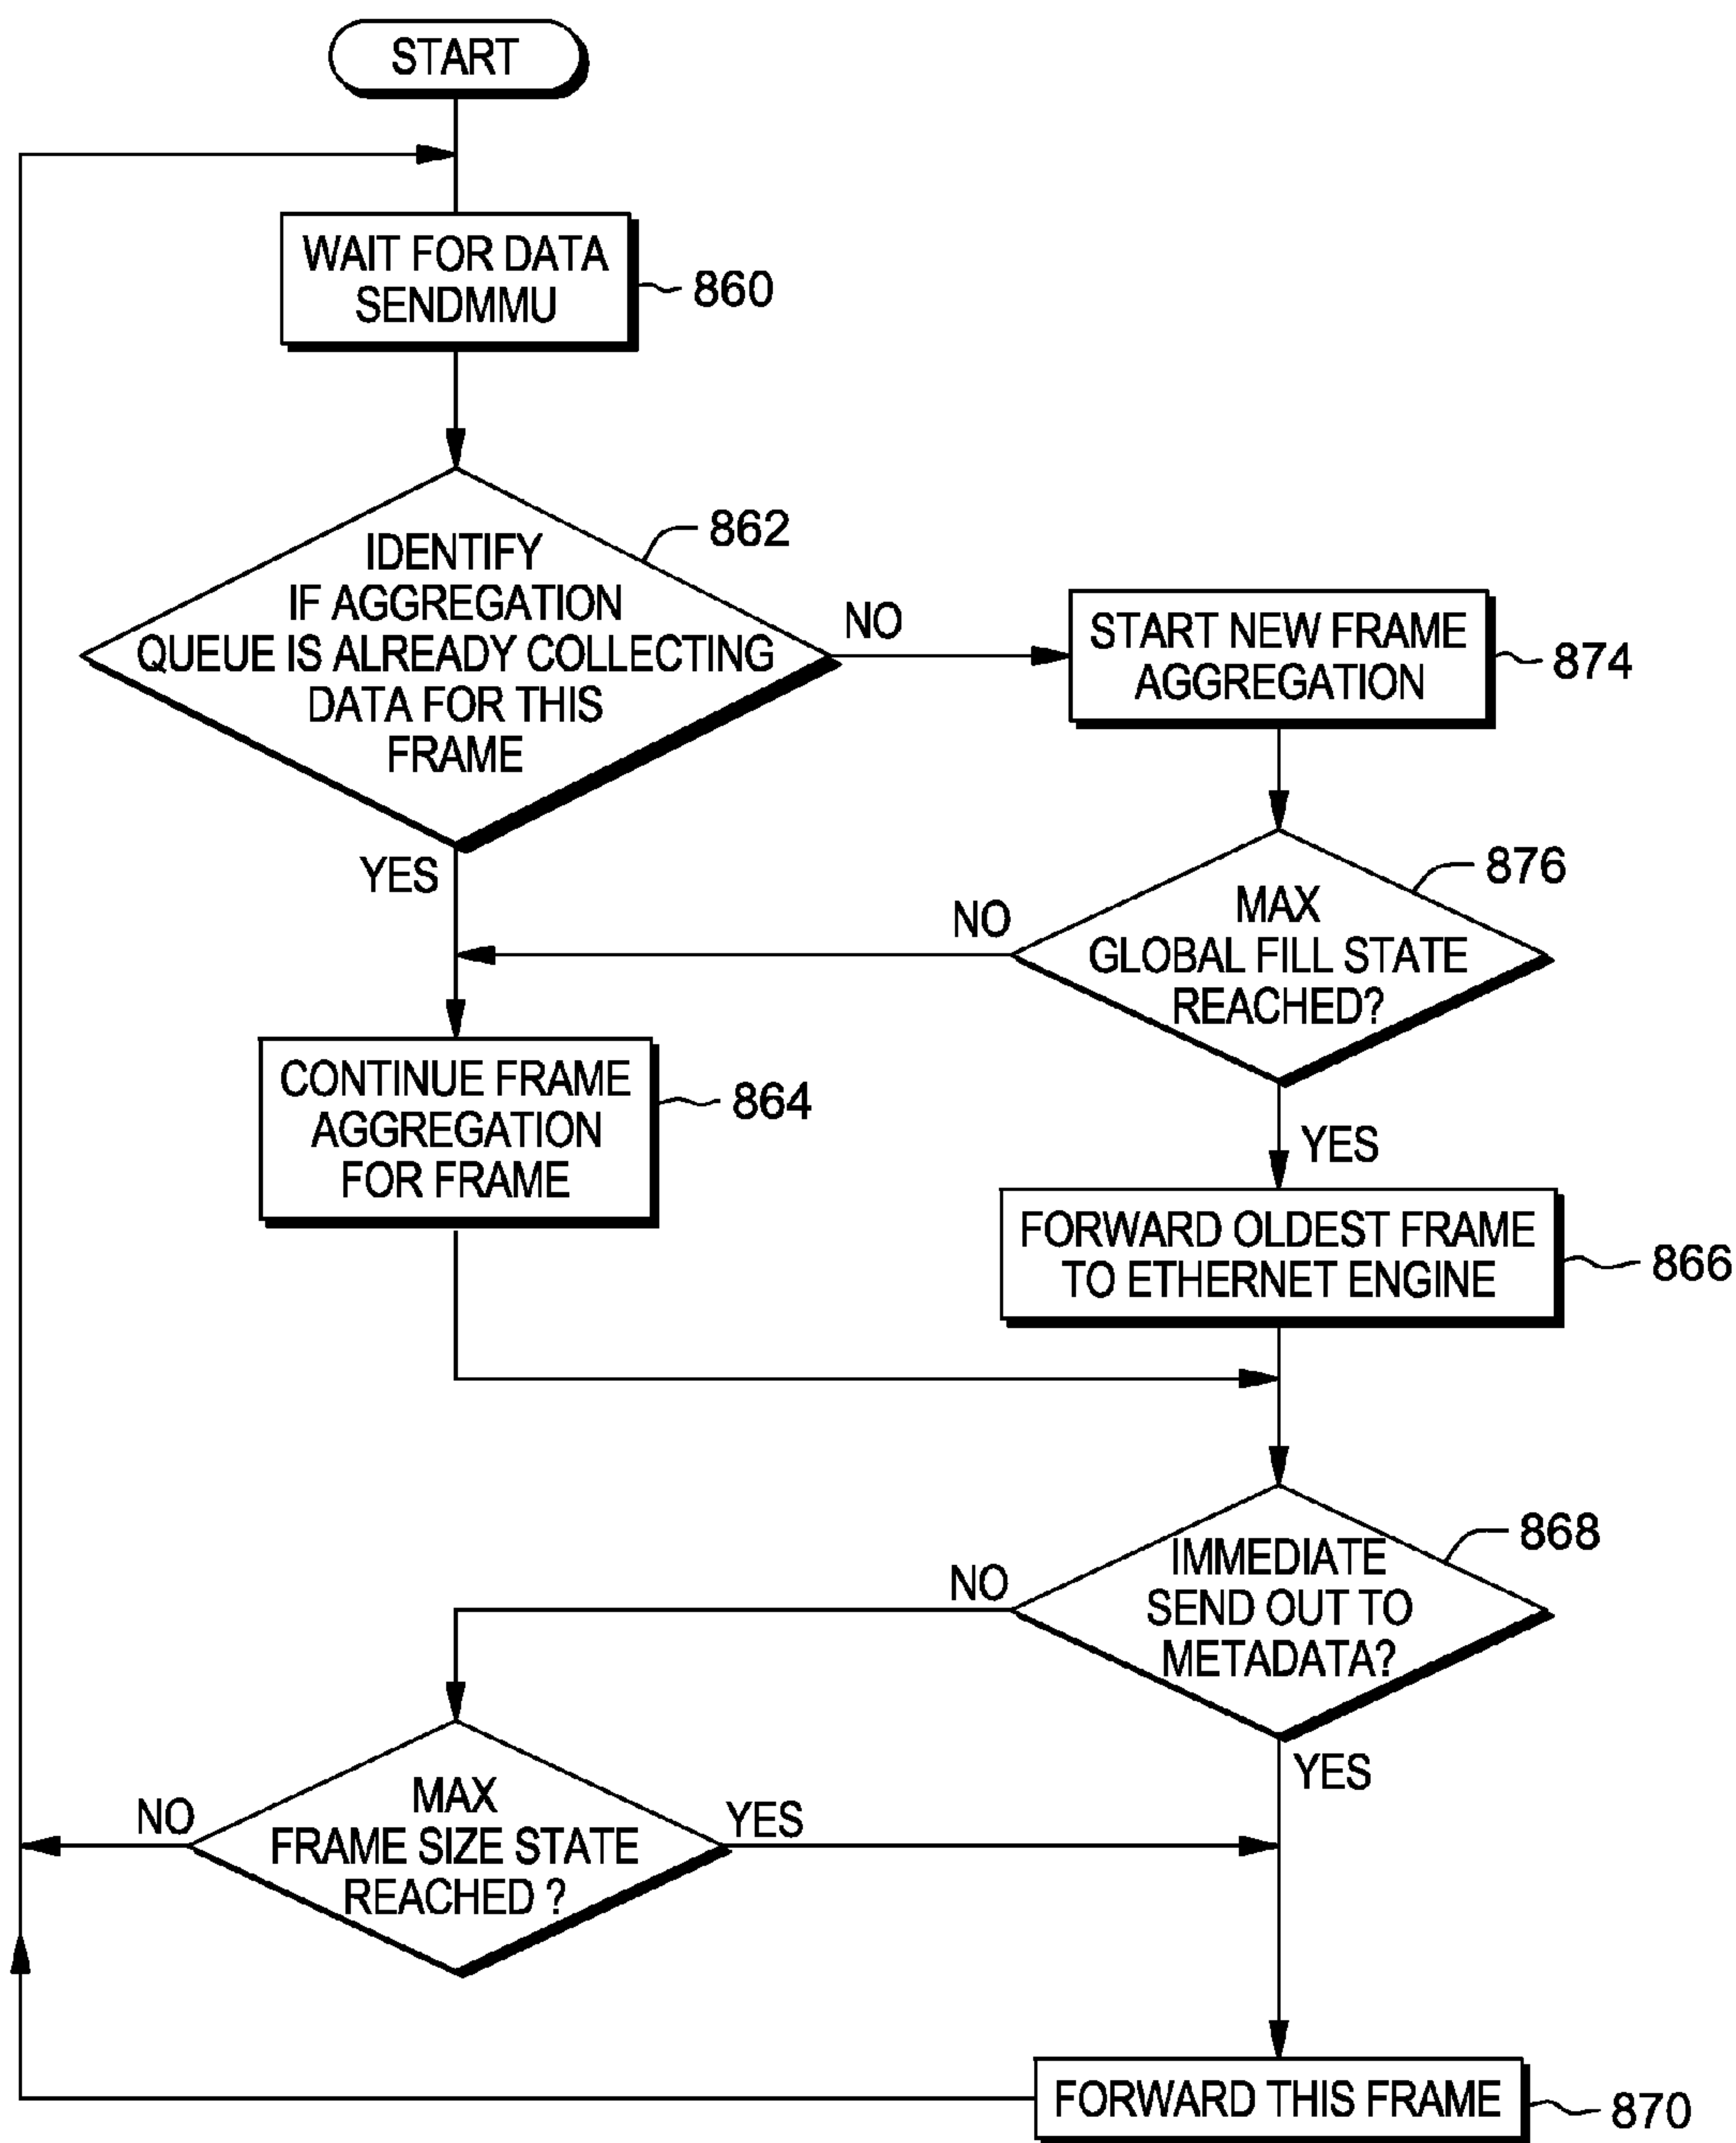 START
WAIT FOR DATA
SENDMMU
860
862
IDENTIFY
IF AGGREGATION
QUEUE IS ALREADY COLLECTING
DATA FOR THIS
FRAME
NO
START NEW FRAME
AGGREGATION
874
YES
876
MAX
GLOBAL FILL STATE
REACHED?
NO
YES
CONTINUE FRAME
AGGREGATION
FOR FRAME
864
FORWARD OLDEST FRAME
TO ETHERNET ENGINE
866
868
IMMEDIATE
SEND OUT TO
METADATA?
NO
YES
MAX
FRAME SIZE STATE
REACHED ?
NO
YES
FORWARD THIS FRAME
870